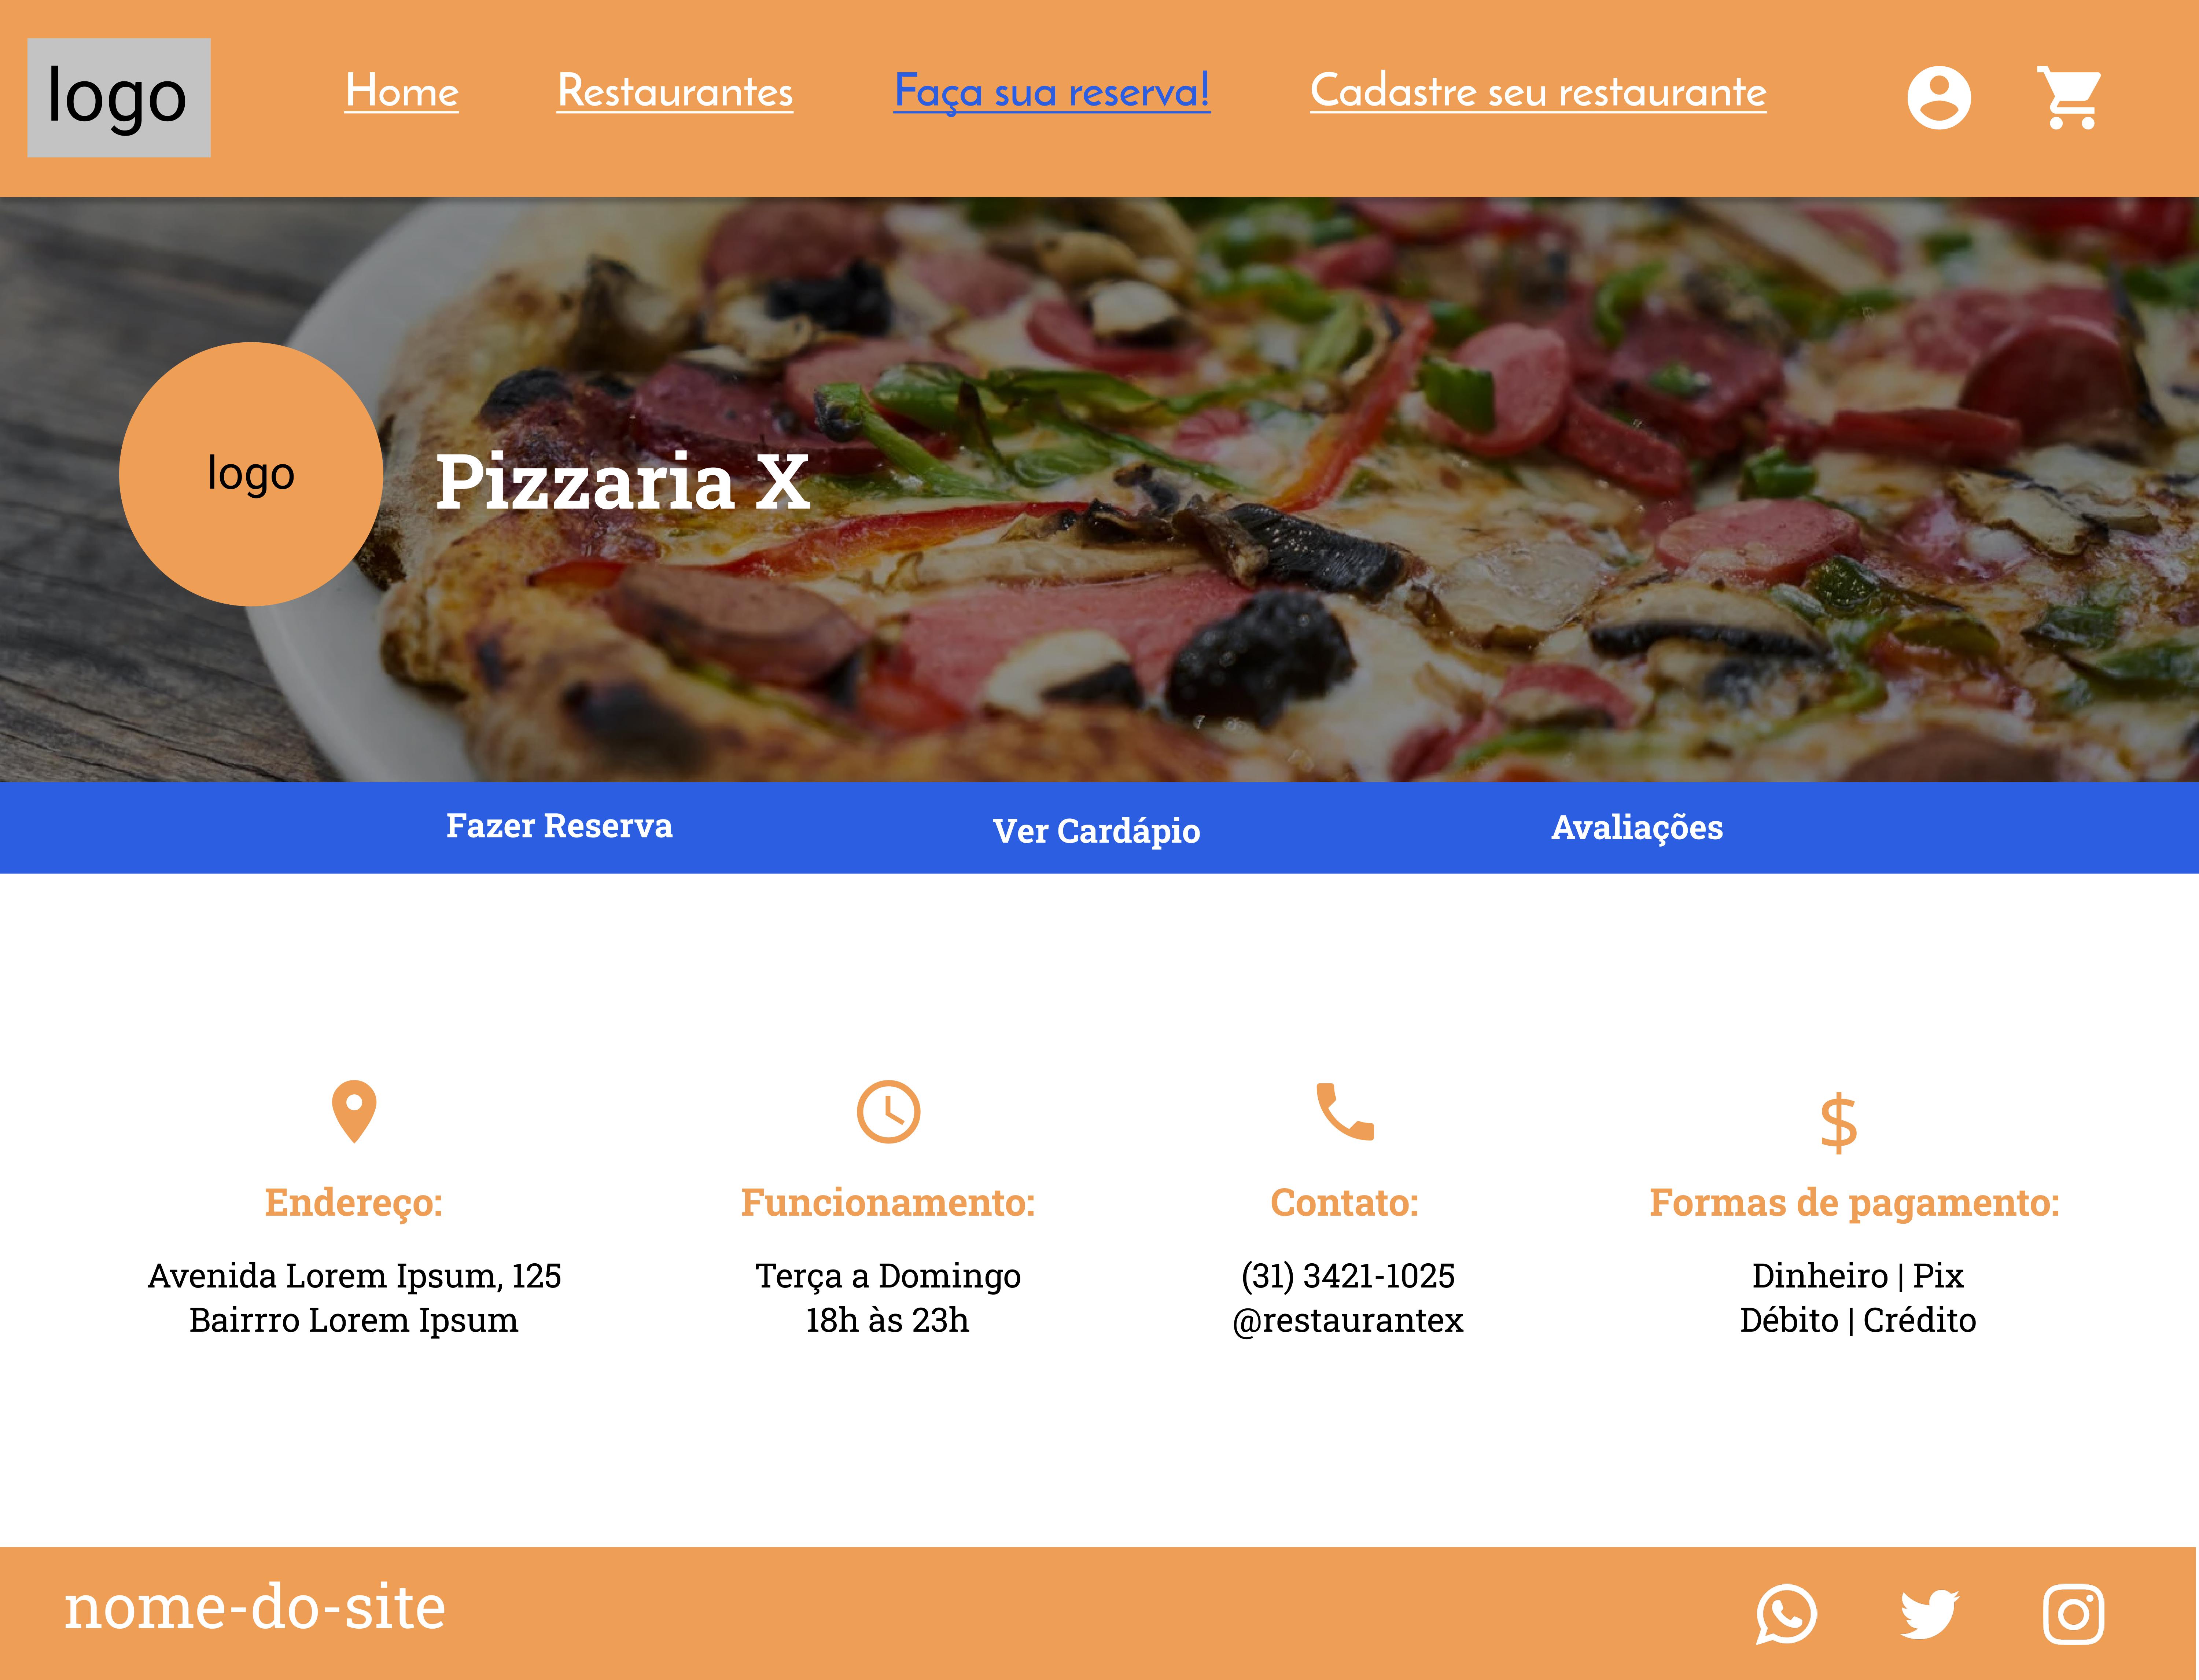 logo
Home
Restaurantes
Faça sua reserva!
Cadastre seu restaurante
logo
Pizzaria X
Fazer Reserva
Ver Cardápio
Avaliações
$
Endereço:
Avenida Lorem Ipsum, 125
Bairrro Lorem Ipsum
Funcionamento:
Terça a Domingo
18h às 23h
Contato:
(31) 3421-1025
@restaurantex
Formas de pagamento:
Dinheiro | Pix
Débito | Crédito
nome-do-site